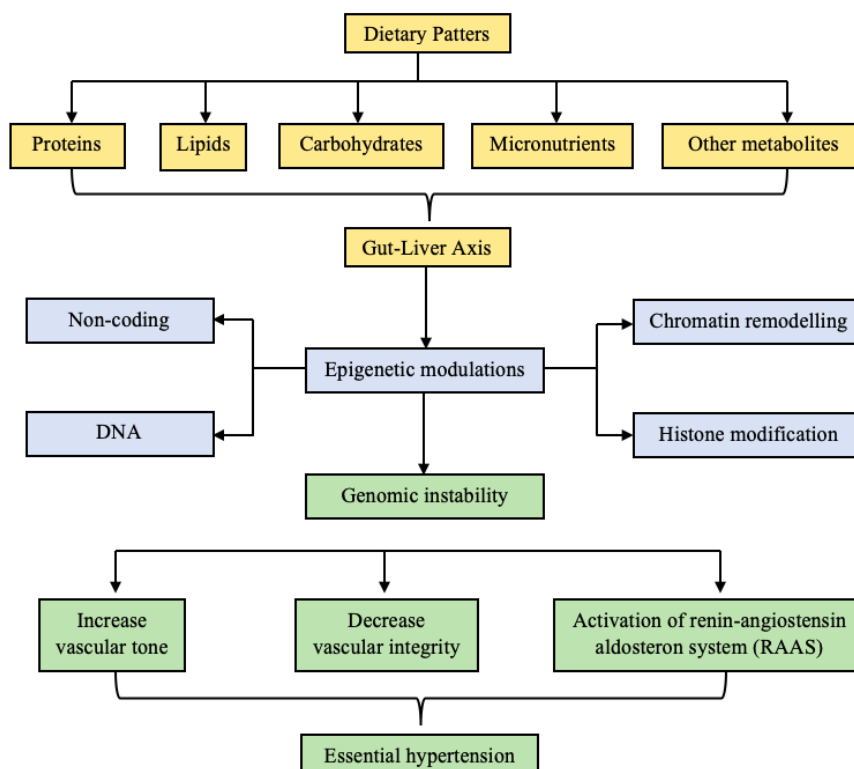 Dietary Patters
Proteins
Lipids
Carbohydrates
Micronutrients
Other metabolites
Gut-Liver Axis
Non-coding
Chromatin remodelling
Epigenetic modulations
DNA
Histone modification
Genomic instability
Increase
vascular tone
Decrease
vascular integrity
Activation of renin-angiostensin
aldosteron system (RAAS)
Essential hypertension